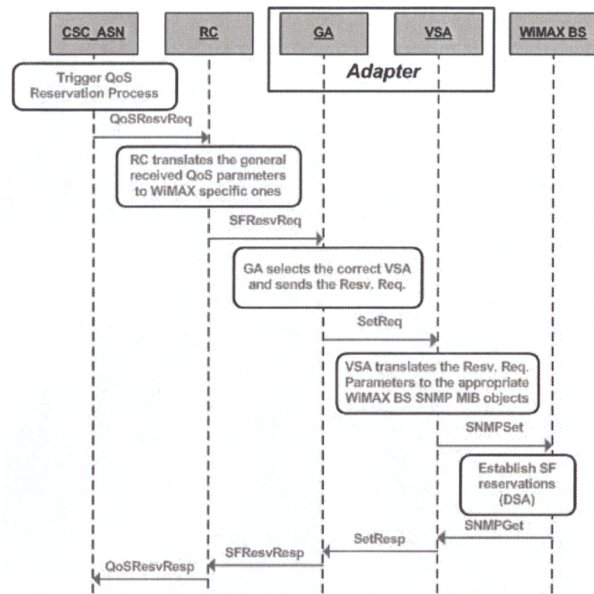 CSC_ASN RC GA VSA WiMAX BS
Adapter
Trigger QoS
Reservation Process
QoSResvReq
RC translates the general
received QoS parameters
to WiMAX specific ones
SFResvReq
GA selects the correct VSA
and sends the Resv. Req.
SetReq
VSA translates the Resv. Req.
Parameters to the appropriate
WiMAX BS SNMP MIB objects
SNMPSet
Establish SF
reservations
(DSA)
SNMPGet
SetResp
SFResvResp
QoSResvResp